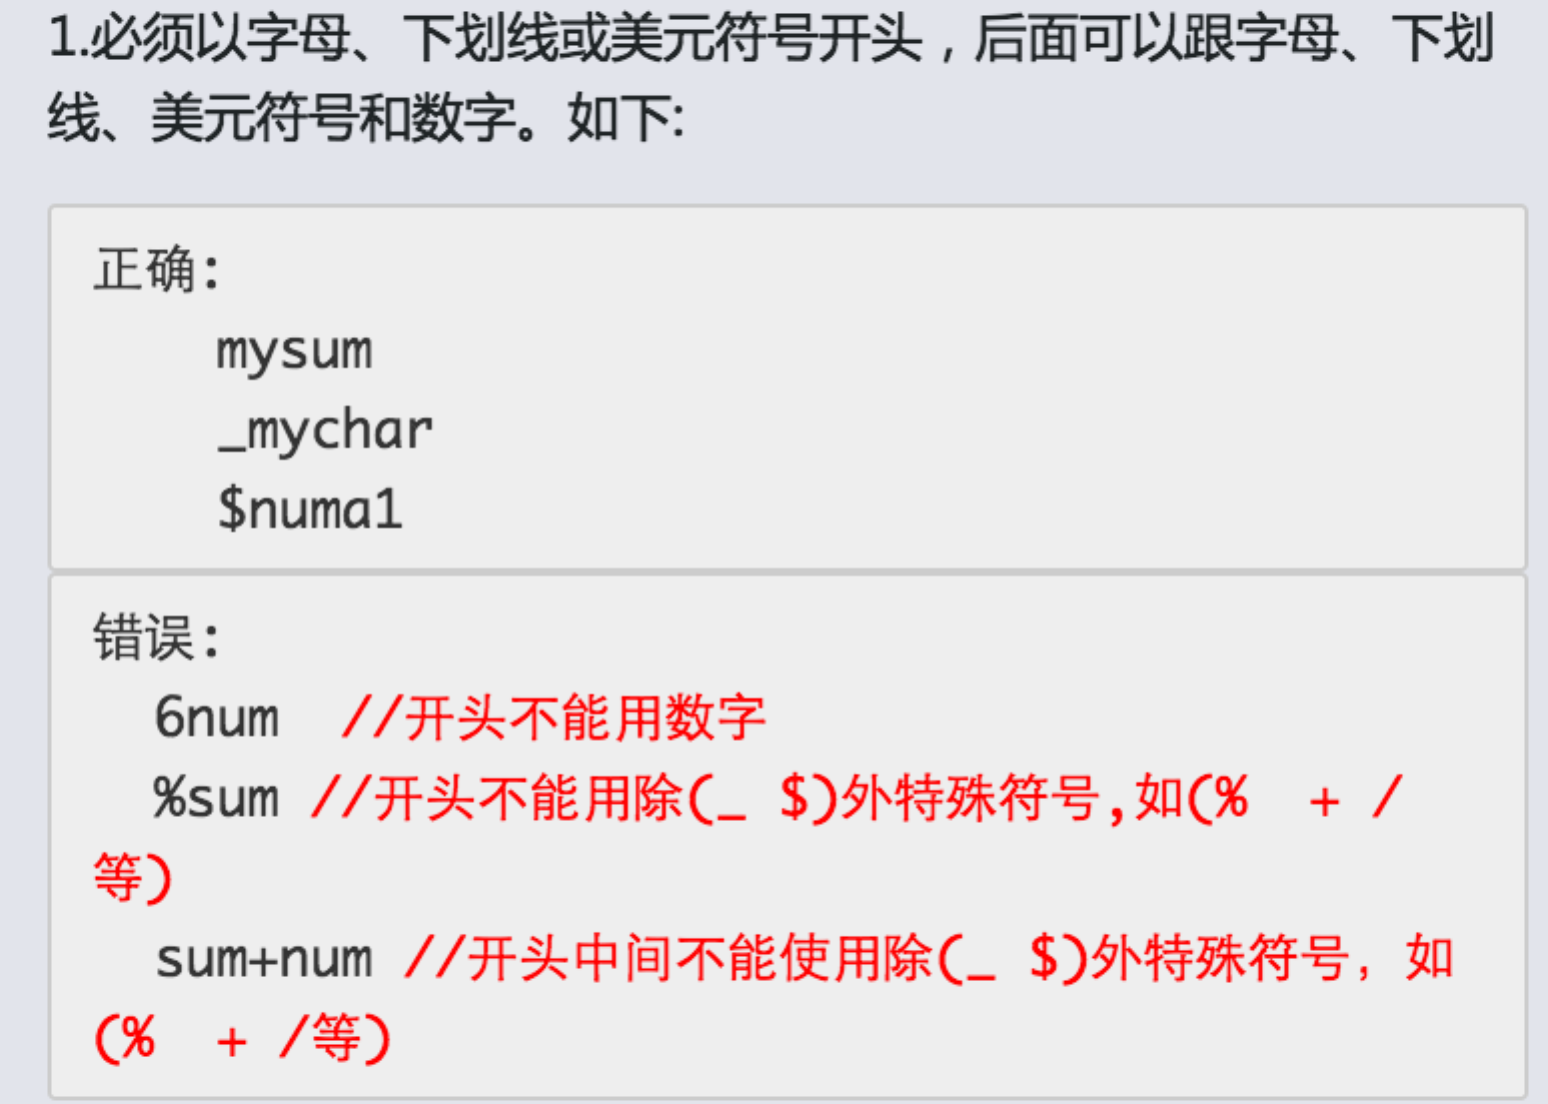 1.必须以字母、下划线或美元符号开头，后面可以跟字母、下划
线、美元符号和数字。如下:
正确:
mysum
_mychar
$numa1
错误:
6num  //开头不能用数字
%sum //开头不能用除(_ $)外特殊符号,如(%  + /
等)
sum+num //开头中间不能使用除(_ $)外特殊符号，如
(%  + /等)